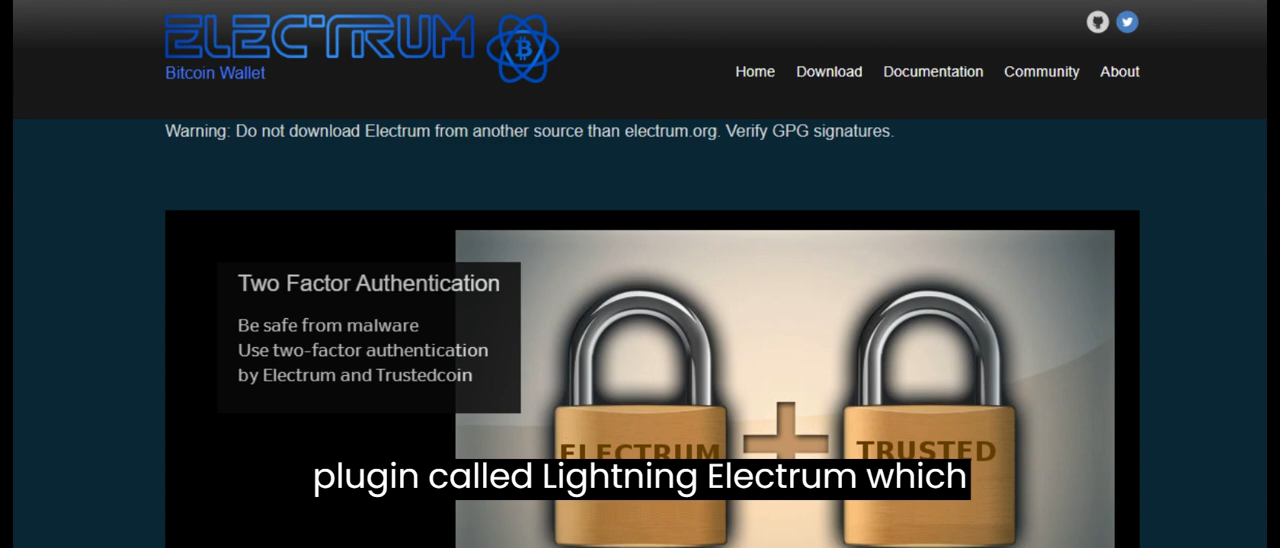 ELECTRUM
Bitcoin Wallet
Home Download Documentation Community About
Warning: Do not download Electrum from another source than electrum.org. Verify GPG signatures.
Two Factor Authentication
Be safe from malware
Use two-factor authentication
by Electrum and Trustedcoin
ELECTRUM
TRUSTED
plugin called Lightning Electrum which